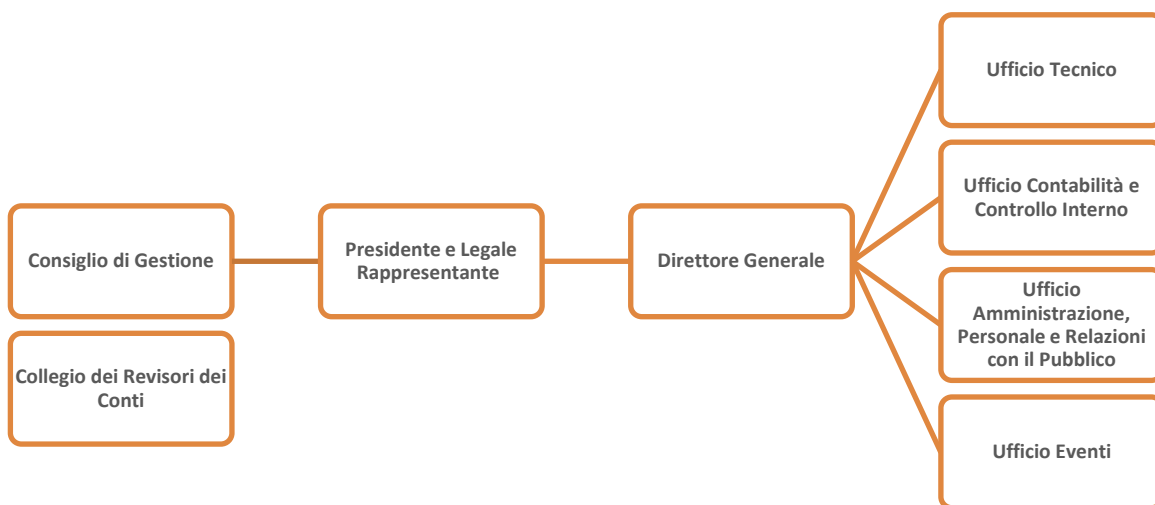 Consiglio di Gestione
Collegio dei Revisori dei
Conti
Presidente e Legale
Rappresentante
Direttore Generale
Ufficio Tecnico
Ufficio Contabilità e
Controllo Interno
Ufficio
Amministrazione,
Personale e Relazioni
con il Pubblico
Ufficio Eventi